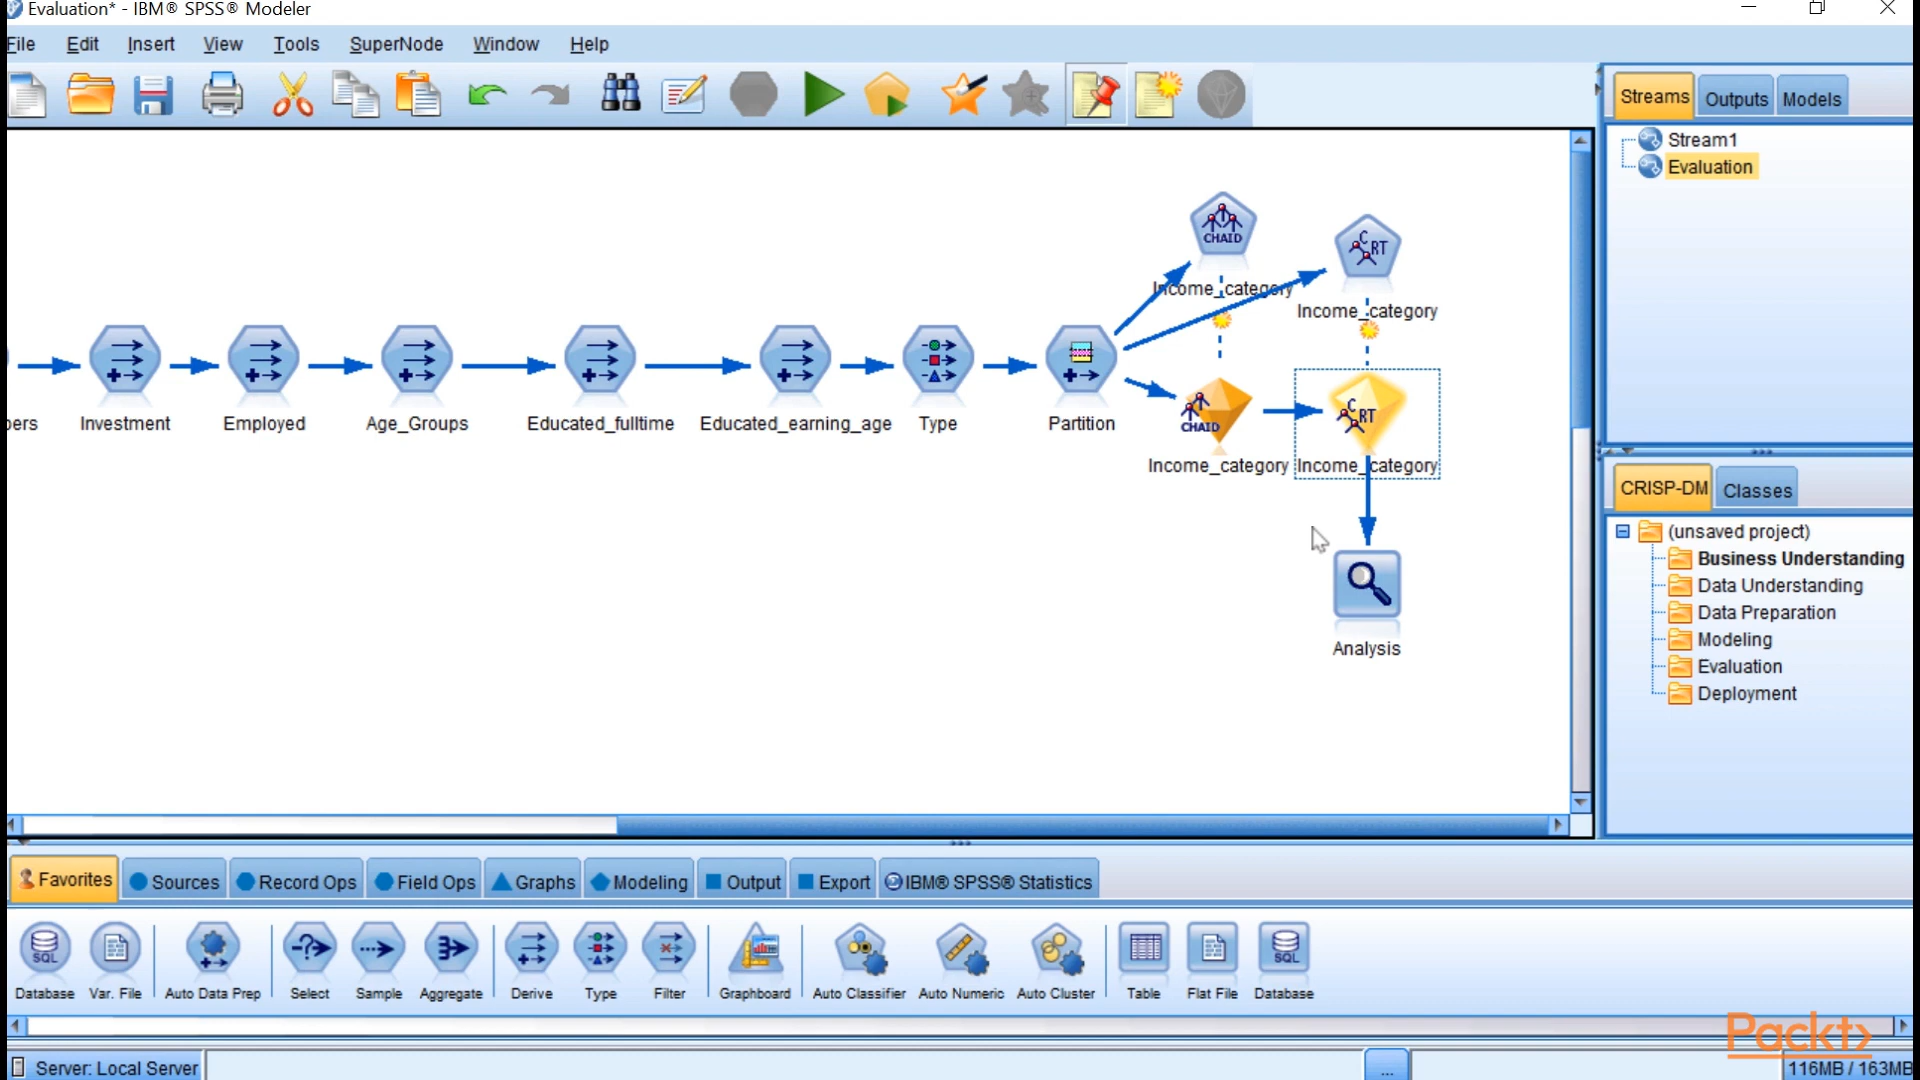 Evaluation* - IBM® SPSS® Modeler
File Edit Insert View Tools SuperNode Window Help
Streams Outputs Models
Stream1
Evaluation
CHAID
Income_category
C RT
Income_category
Investment
Employed
Age_Groups
Educated_fulltime
Educated_earning_age
Type
Partition
CHAID
Income_category
C RT
Income_category
Analysis
CRISP-DM Classes
(unsaved project)
Business Understanding
Data Understanding
Data Preparation
Modeling
Evaluation
Deployment
Favorites Sources Record Ops Field Ops Graphs Modeling Output Export IBM® SPSS® Statistics
SQL SQL
Database Var. File Auto Data Prep Select Sample Aggregate Derive Type Filter Graphboard Auto Classifier Auto Numeric Auto Cluster Table Flat File Database
Packt>
Server: Local Server ... 116MB / 163MB